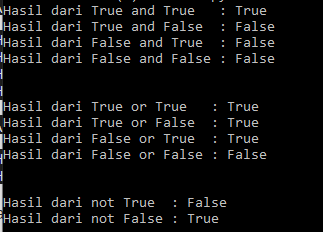 Hasil dari True and True   : True
Hasil dari True and False  : False
Hasil dari False and True  : False
Hasil dari False and False : False
Hasil dari True or True   : True
Hasil dari True or False  : True
Hasil dari False or True  : True
Hasil dari False or False : False
Hasil dari not True  : False
Hasil dari not False : True